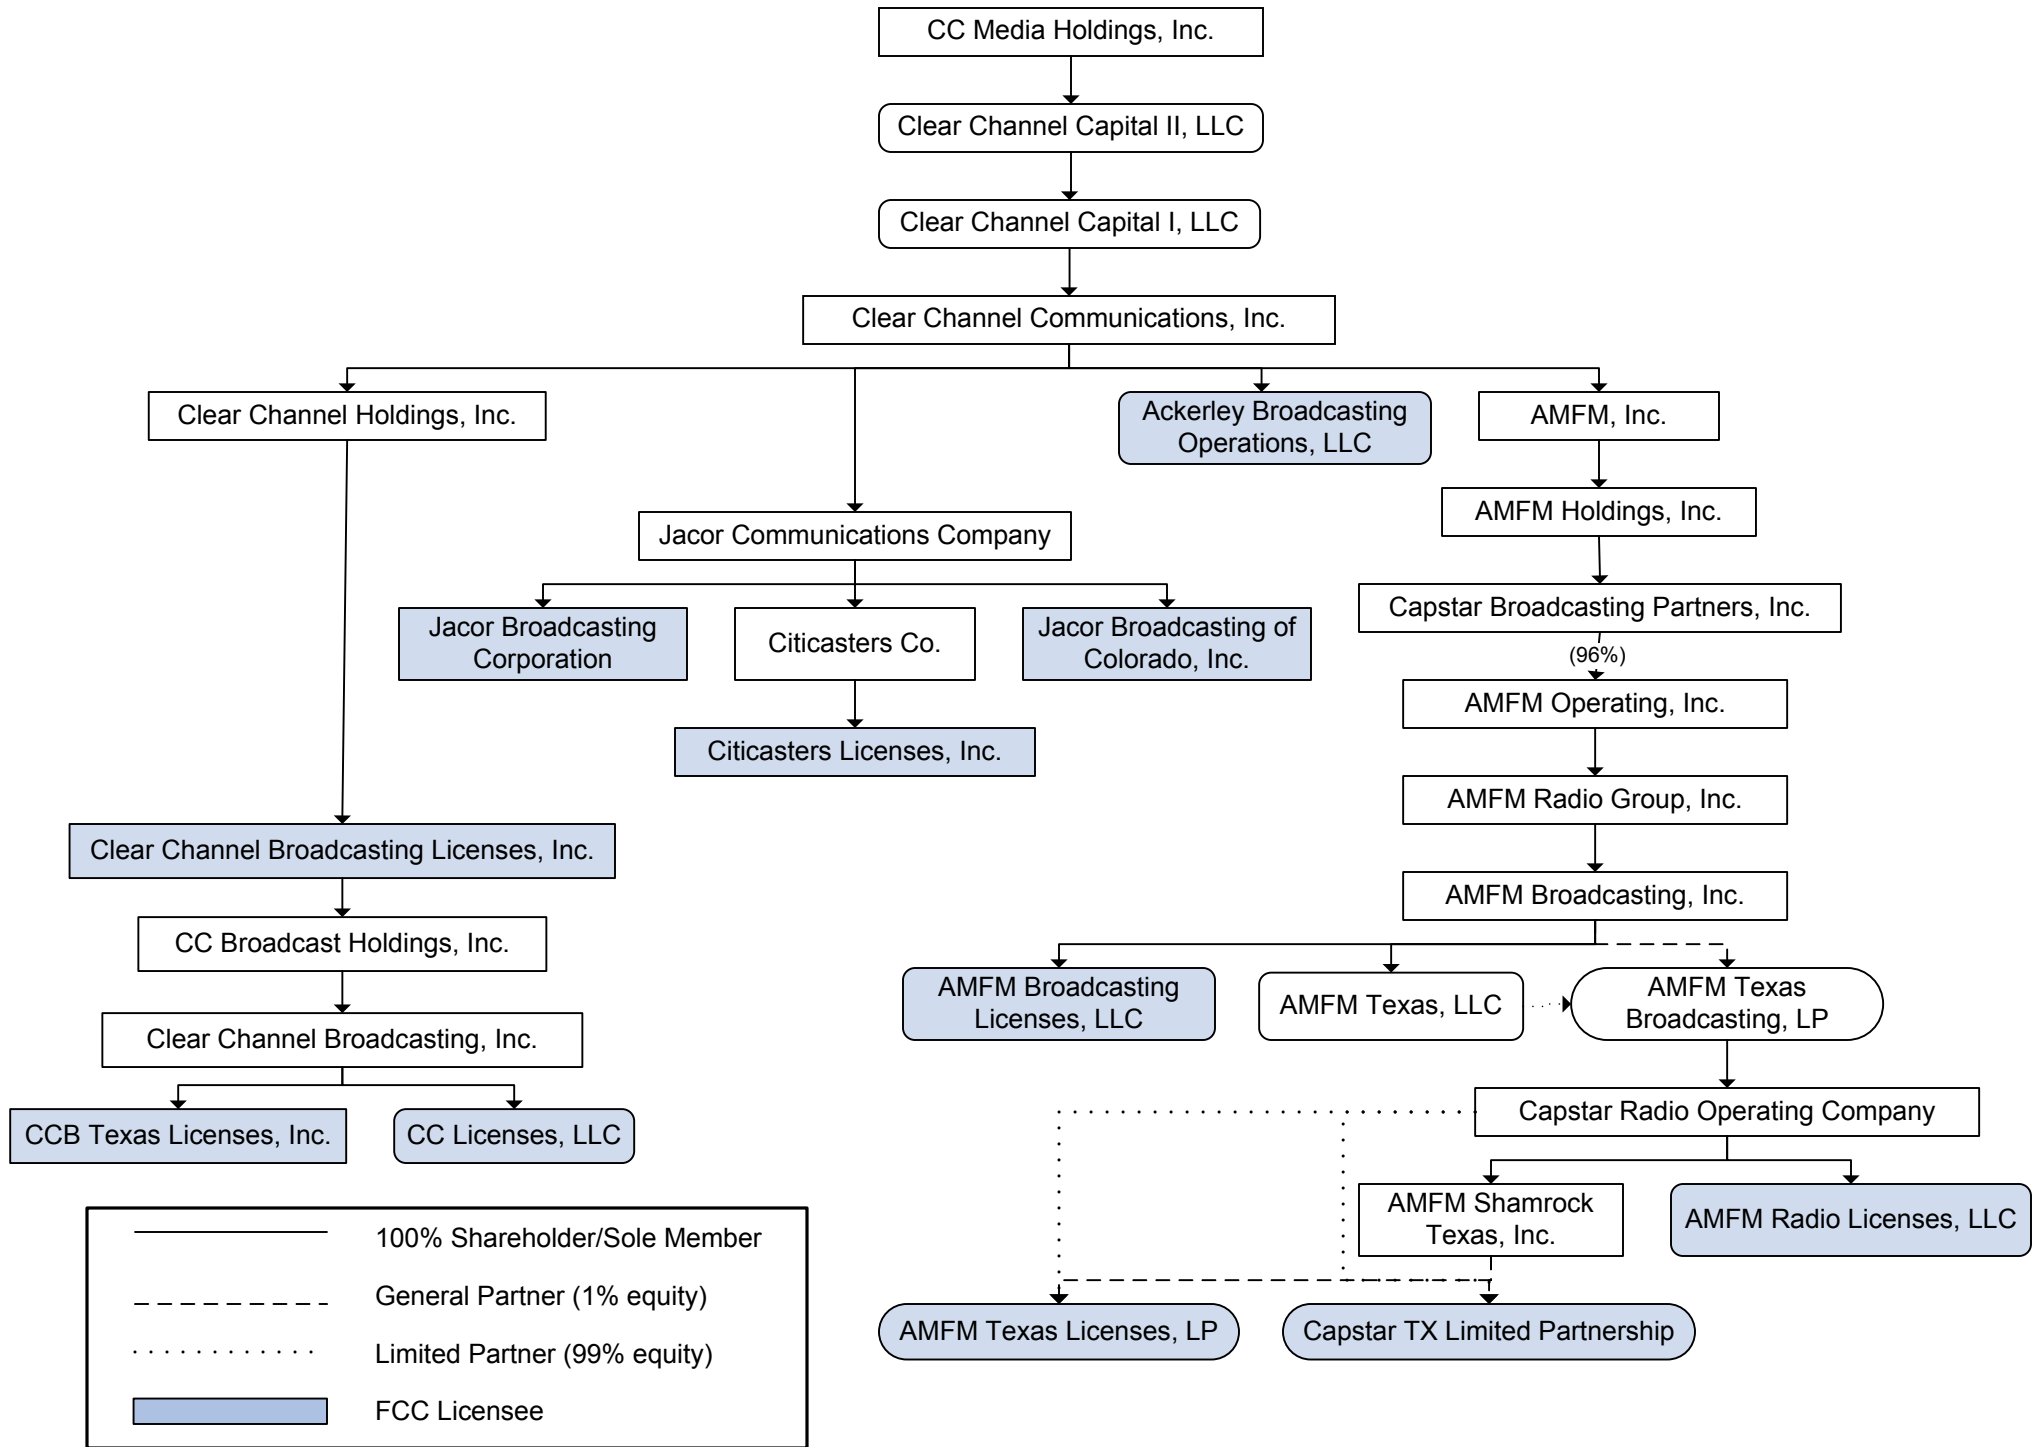 CC Media Holdings, Inc.
Clear Channel Capital II, LLC
Clear Channel Capital I, LLC
Clear Channel Communications, Inc.
Clear Channel Holdings, Inc.
Ackerley Broadcasting
Operations, LLC
AMFM, Inc.
AMFM Holdings, Inc.
Jacor Communications Company
Capstar Broadcasting Partners, Inc.
(96%)
Jacor Broadcasting
Corporation
Citicasters Co.
Jacor Broadcasting of
Colorado, Inc.
AMFM Operating, Inc.
Citicasters Licenses, Inc.
AMFM Radio Group, Inc.
Clear Channel Broadcasting Licenses, Inc.
AMFM Broadcasting, Inc.
CC Broadcast Holdings, Inc.
AMFM Broadcasting
Licenses, LLC
AMFM Texas, LLC
AMFM Texas
Broadcasting, LP
Clear Channel Broadcasting, Inc.
Capstar Radio Operating Company
CCB Texas Licenses, Inc.
CC Licenses, LLC
AMFM Shamrock
Texas, Inc.
AMFM Radio Licenses, LLC
AMFM Texas Licenses, LP
Capstar TX Limited Partnership
100% Shareholder/Sole Member
General Partner (1% equity)
Limited Partner (99% equity)
FCC Licensee